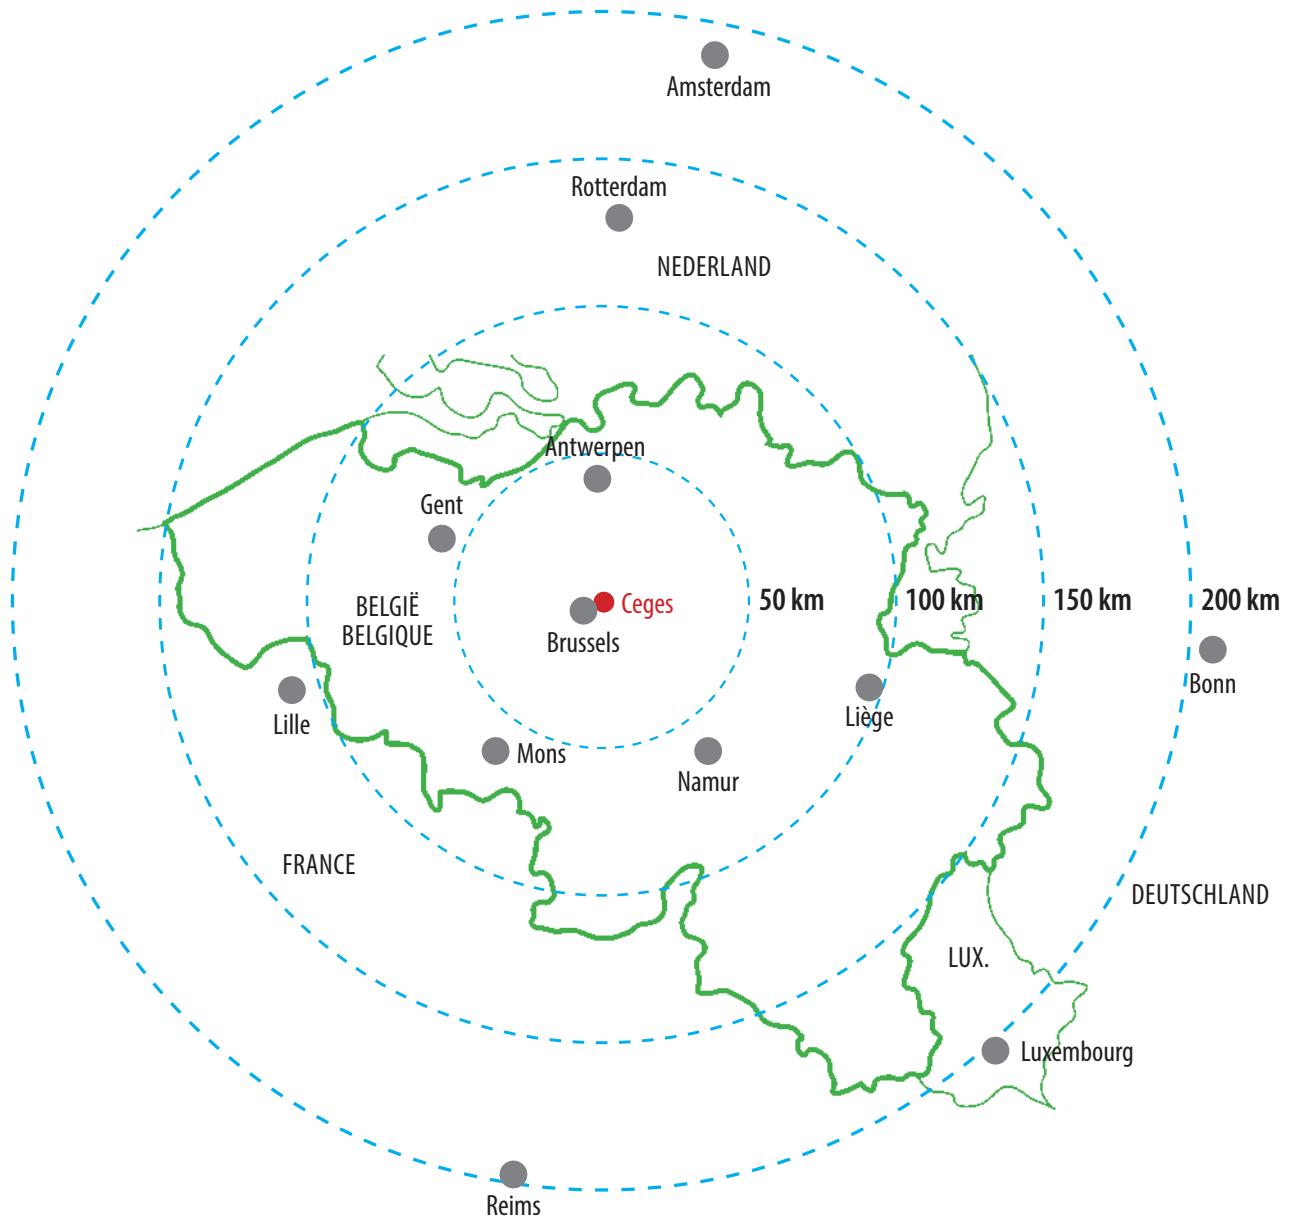 Amsterdam
Rotterdam
NEDERLAND
Antwerpen
Gent
BELGIË
BELGIQUE
Ceges
Brussels
50 km
100 km
150 km
200 km
Bonn
Lille
Liège
Mons
Namur
FRANCE
DEUTSCHLAND
LUX.
Luxembourg
Reims